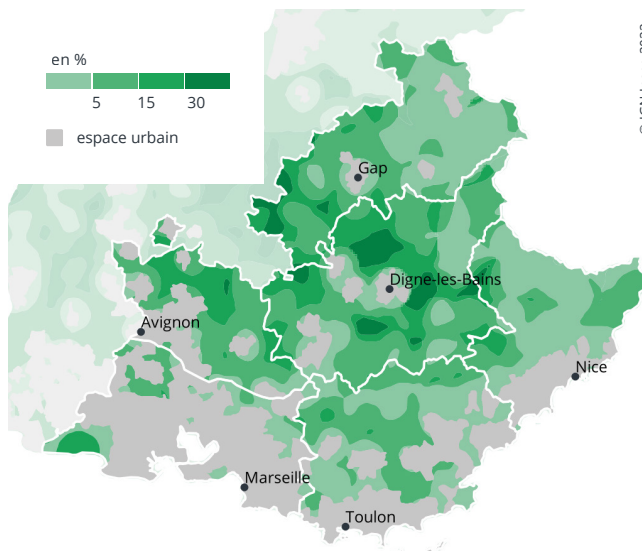 en %
5 15 30
espace urbain
Gap
Digne-les-Bains
Avignon
Nice
Marseille
Toulon